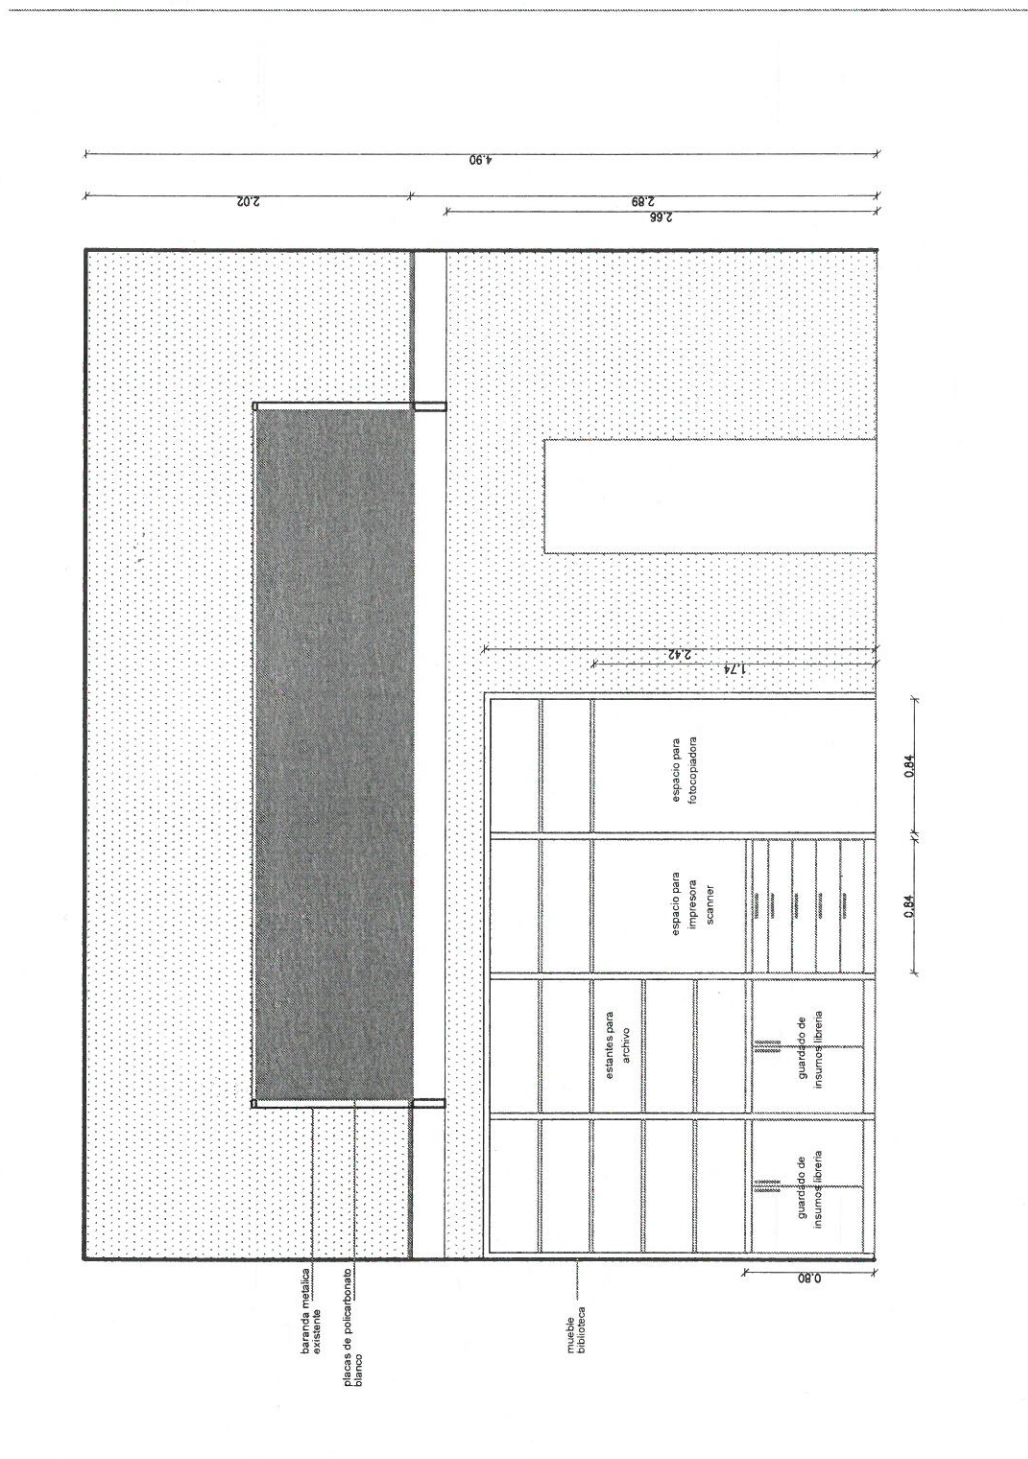 4.90
2.02
2.89
2.66
2.42
1.74
espacio para
fotocopiadora
0.84
espacio para
impresora
scanner
0.84
estantes para
archivo
guardado de
insumos libreria
guardado de
insumos libreria
0.80
baranda metalica
existente
placas de policarbonato
blanco
mueble
biblioteca